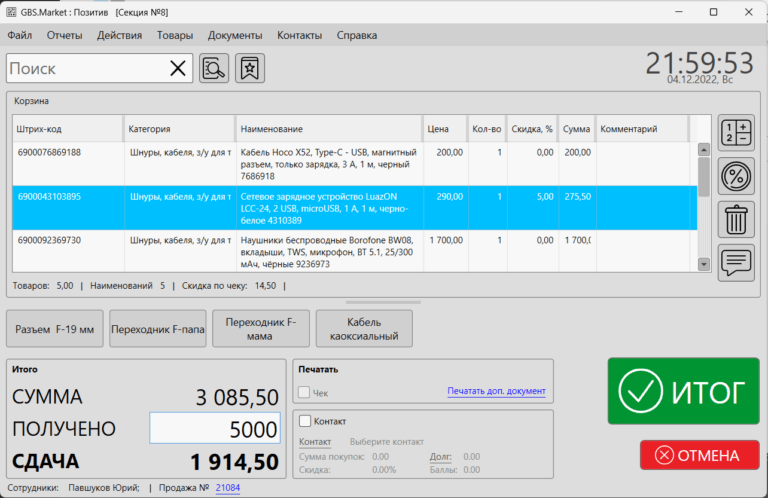 GBS.Market : Позитив [Секция №8]
Файл Отчеты Действия Товары Документы Контакты Справка
Поиск
21:59:53
04.12.2022, Вс
Корзина
Штрих-код Категория Наименование Цена Кол-во Скидка, % Сумма Комментарий
6900076869188 Шнуры, кабеля, з/у для т Кабель Hoco X52, Type-C - USB, магнитный 200,00 1 0,00 200,00
разъем, только зарядка, 3 А, 1 м, черный
7686918
6900043103895 Шнуры, кабеля, з/у для т Сетевое зарядное устройство LuazON 290,00 1 5,00 275,50
LCC-24, 2 USB, microUSB, 1 А, 1 м, черно-
белое 4310389
6900092369730 Шнуры, кабеля, з/у для т Наушники беспроводные Borofone BW08, 1 700,00 1 0,00 1 700,(
вкладыши, TWS, микрофон, BT 5.1, 25/300
мАч, чёрные 9236973
Товаров: 5,00 | Наименований 5 | Скидка по чеку: 14,50 |
Разъем F-19 мм
Переходник F-папа
Переходник F-
мама
Кабель
каоксиальный
Итого
СУММА 3 085,50
ПОЛУЧЕНО 5000
СДАЧА 1 914,50
Печатать
Чек Печатать доп. документ
Контакт
Контакт Выберите контакт
Сумма покупок: 0.00 Долг: 0.00
Скидка: 0.00% Баллы: 0.00
ИТОГ
ОТМЕНА
Сотрудники: Павшуков Юрий; | Продажа № 21084